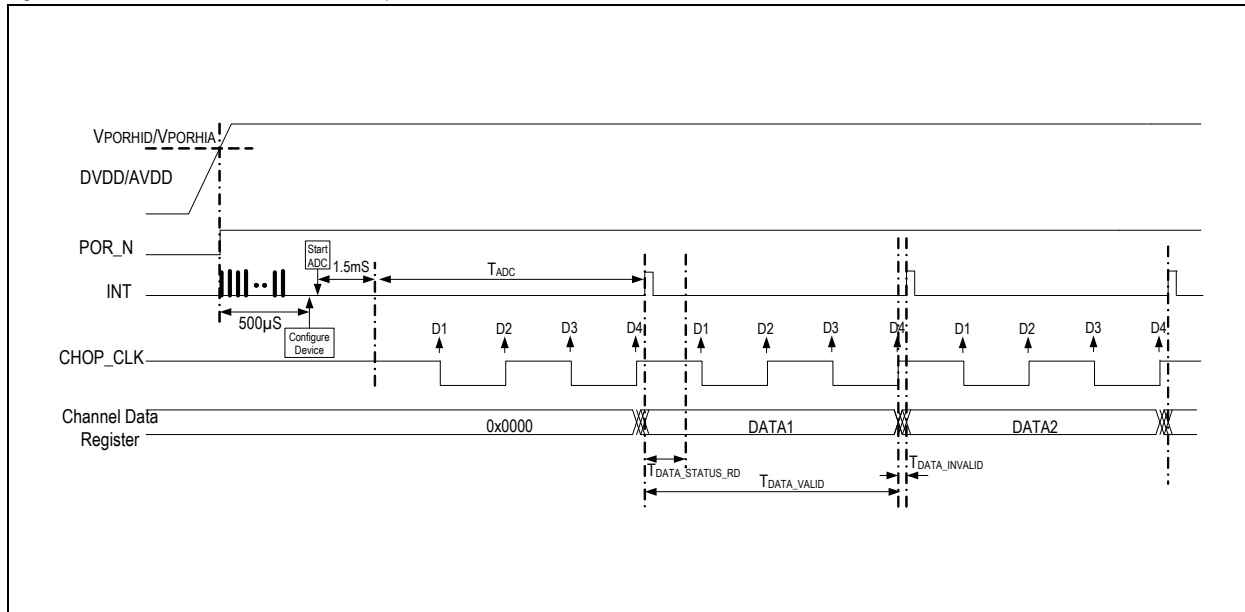 VPORHID/VPORHIA
DVDD/AVDD
POR_N
Start
ADC
1.5mS
TADC
INT
500µS
Configure
Device
D1 D2 D3 D4 D1 D2 D3 D4 D1 D2 D3 D4
CHOP_CLK
Channel Data
Register
0x0000 DATA1 DATA2
TDATA_STATUS_RD
TDATA_VALID
TDATA_INVALID